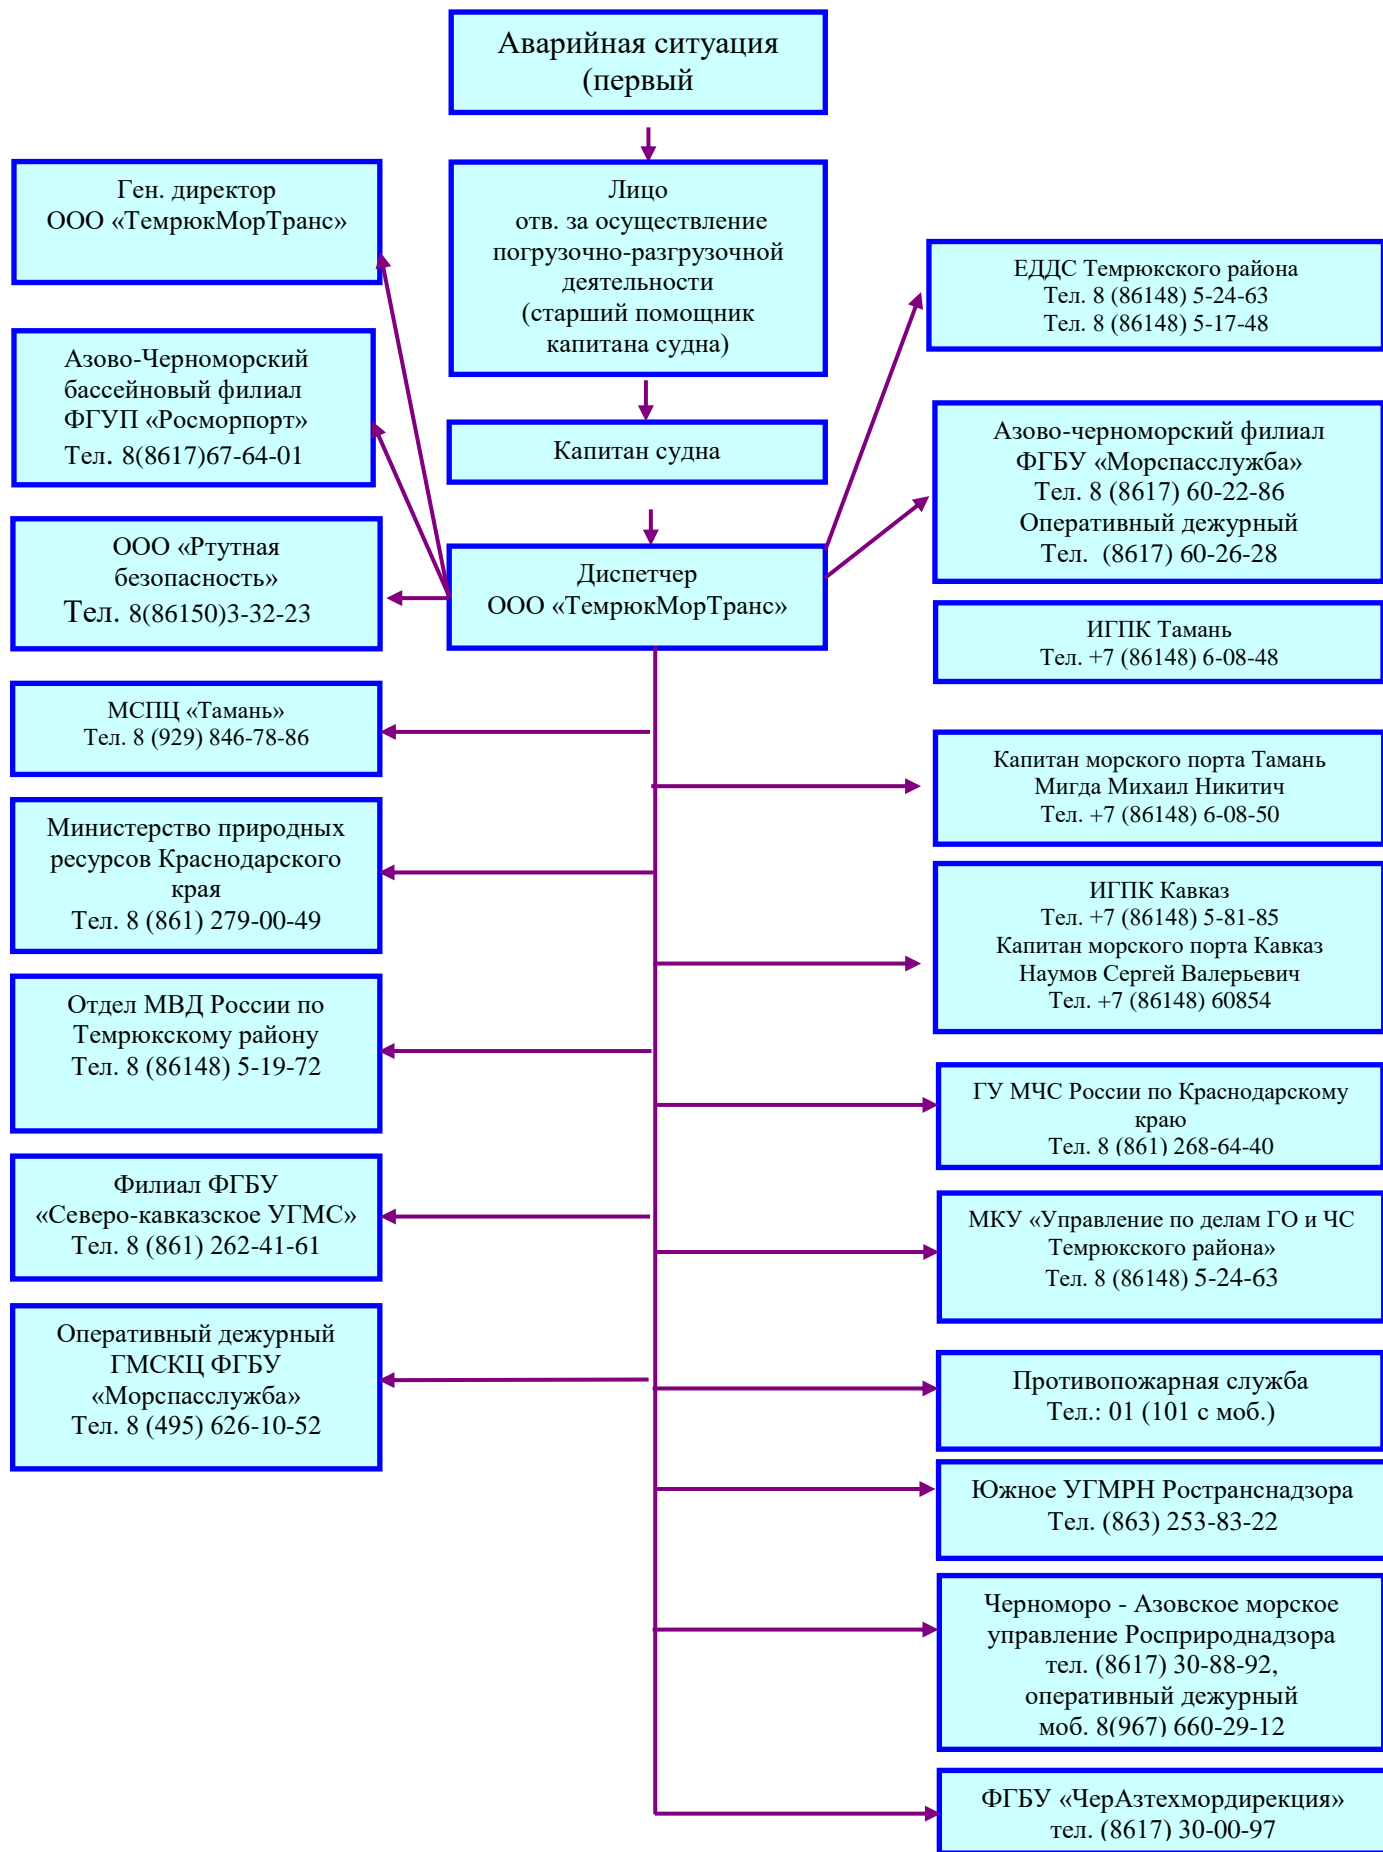 Аварийная ситуация
(первый
Лицо
отв. за осуществление
погрузочно-разгрузочной
деятельности
(старший помощник
капитана судна)
Капитан судна
Диспетчер
ООО «ТемрюкМорТранс»
Ген. директор
ООО «ТемрюкМорТранс»
Азово-Черноморский
бассейновый филиал
ФГУП «Росморпорт»
Тел. 8(8617)67-64-01
ООО «Ртутная
безопасность»
Тел. 8(86150)3-32-23
МСПЦ «Тамань»
Тел. 8 (929) 846-78-86
Министерство природных
ресурсов Краснодарского
края
Тел. 8 (861) 279-00-49
Отдел МВД России по
Темрюкскому району
Тел. 8 (86148) 5-19-72
Филиал ФГБУ
«Северо-кавказское УГМС»
Тел. 8 (861) 262-41-61
Оперативный дежурный
ГМСКЦ ФГБУ
«Морспасслужба»
Тел. 8 (495) 626-10-52
ЕДДС Темрюкского района
Тел. 8 (86148) 5-24-63
Тел. 8 (86148) 5-17-48
Азово-черноморский филиал
ФГБУ «Морспасслужба»
Тел. 8 (8617) 60-22-86
Оперативный дежурный
Тел. (8617) 60-26-28
ИГПК Тамань
Тел. +7 (86148) 6-08-48
Капитан морского порта Тамань
Мигда Михаил Никитич
Тел. +7 (86148) 6-08-50
ИГПК Кавказ
Тел. +7 (86148) 5-81-85
Капитан морского порта Кавказ
Наумов Сергей Валерьевич
Тел. +7 (86148) 60854
ГУ МЧС России по Краснодарскому
краю
Тел. 8 (861) 268-64-40
МКУ «Управление по делам ГО и ЧС
Темрюкского района»
Тел. 8 (86148) 5-24-63
Противопожарная служба
Тел.: 01 (101 с моб.)
Южное УГМРН Ространснадзора
Тел. (863) 253-83-22
Черноморо - Азовское морское
управление Росприроднадзора
тел. (8617) 30-88-92,
оперативный дежурный
моб. 8(967) 660-29-12
ФГБУ «ЧерАзтехмордирекция»
тел. (8617) 30-00-97